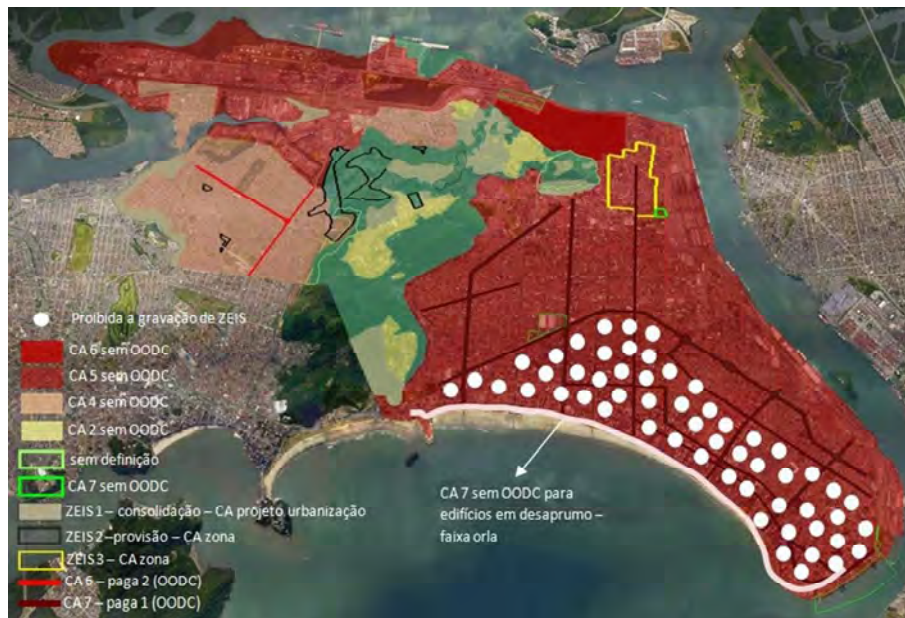 Proibida a gravação de ZEIS
CA 6 sem OODC
CA 5 sem OODC
CA 4 sem OODC
CA 2 sem OODC
sem definição
CA 7 sem OODC
ZEIS 1 – consolidação – CA projeto urbanização
ZEIS 2 –provisão – CA zona
ZEIS 3 – CA zona
CA 6 – paga 2 (OODC)
CA 7 – paga 1 (OODC)
CA 7 sem OODC para
edifícios em desaprumo –
faixa orla